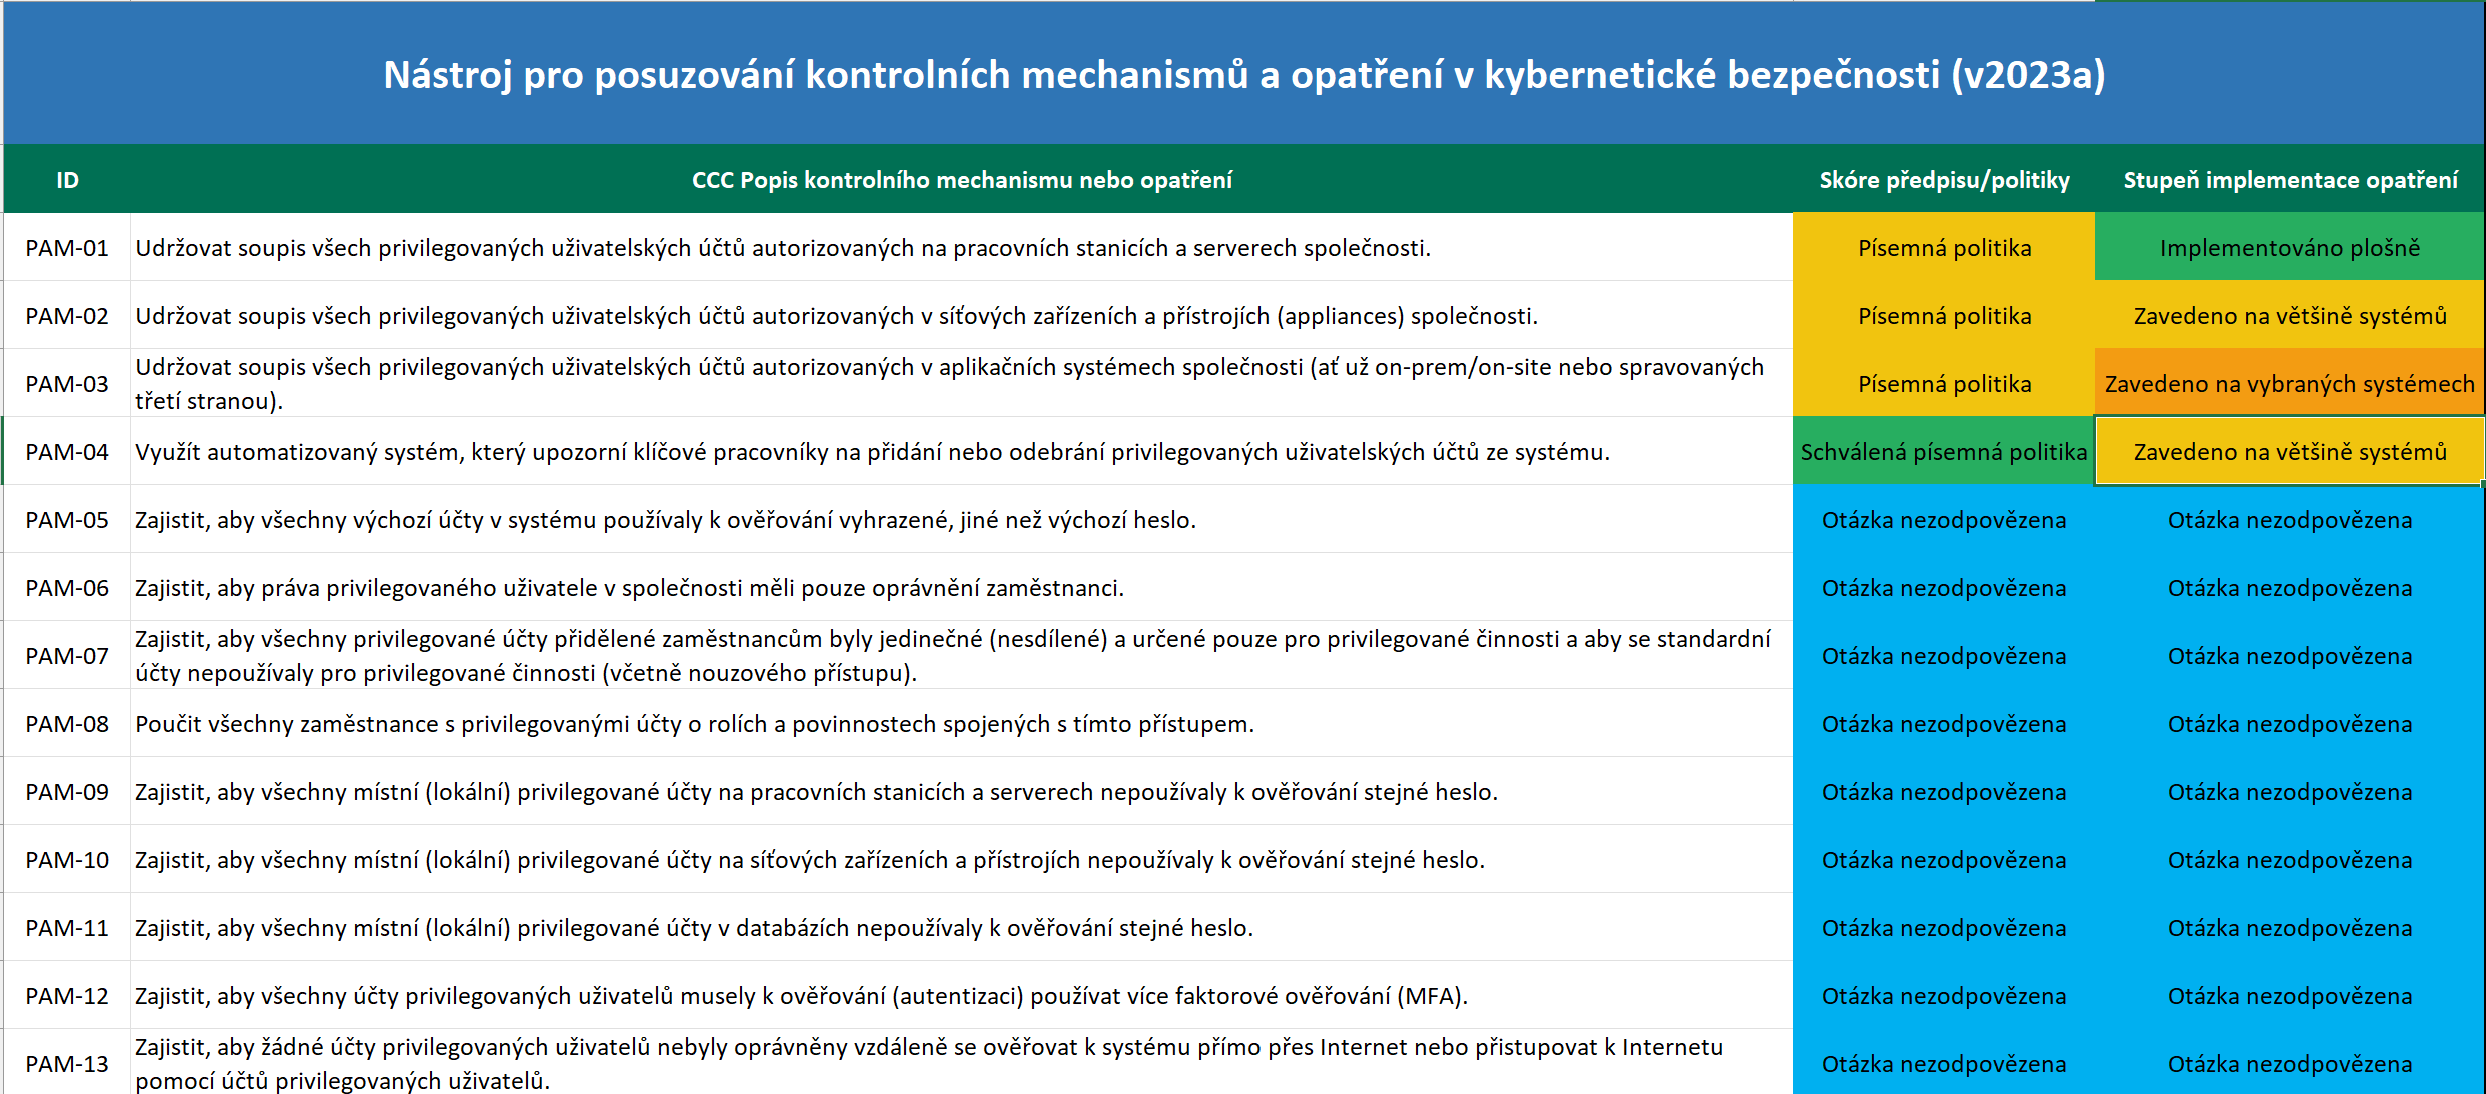 Nástroj pro posuzování kontrolních mechanismů a opatření v kybernetické bezpečnosti (v2023a)
ID CCC Popis kontrolního mechanismu nebo opatření Skóre předpisu/politiky Stupeň implementace opatření
PAM-01 Udržovat soupis všech privilegovaných uživatelských účtů autorizovaných na pracovních stanicích a serverech společnosti. Písemná politika Implementováno plošně
PAM-02 Udržovat soupis všech privilegovaných uživatelských účtů autorizovaných v síťových zařízeních a přístrojích (appliances) společnosti. Písemná politika Zavedeno na většině systémů
PAM-03 Udržovat soupis všech privilegovaných uživatelských účtů autorizovaných v aplikačních systémech společnosti (ať už on-prem/on-site nebo spravovaných
třetí stranou). Písemná politika Zavedeno na vybraných systémech
PAM-04 Využít automatizovaný systém, který upozorní klíčové pracovníky na přidání nebo odebrání privilegovaných uživatelských účtů ze systému. Schválená písemná politika Zavedeno na většině systémů
PAM-05 Zajistit, aby všechny výchozí účty v systému používaly k ověřování vyhrazené, jiné než výchozí heslo. Otázka nezodpovězena Otázka nezodpovězena
PAM-06 Zajistit, aby práva privilegovaného uživatele v společnosti měli pouze oprávnění zaměstnanci. Otázka nezodpovězena Otázka nezodpovězena
PAM-07 Zajistit, aby všechny privilegované účty přidělené zaměstnancům byly jedinečné (nesdílené) a určené pouze pro privilegované činnosti a aby se standardní
účty nepoužívaly pro privilegované činnosti (včetně nouzového přístupu). Otázka nezodpovězena Otázka nezodpovězena
PAM-08 Poučit všechny zaměstnance s privilegovanými účty o rolích a povinnostech spojených s tímto přístupem. Otázka nezodpovězena Otázka nezodpovězena
PAM-09 Zajistit, aby všechny místní (lokální) privilegované účty na pracovních stanicích a serverech nepoužívaly k ověřování stejné heslo. Otázka nezodpovězena Otázka nezodpovězena
PAM-10 Zajistit, aby všechny místní (lokální) privilegované účty na síťových zařízeních a přístrojích nepoužívaly k ověřování stejné heslo. Otázka nezodpovězena Otázka nezodpovězena
PAM-11 Zajistit, aby všechny místní (lokální) privilegované účty v databázích nepoužívaly k ověřování stejné heslo. Otázka nezodpovězena Otázka nezodpovězena
PAM-12 Zajistit, aby všechny účty privilegovaných uživatelů musely k ověřování (autentizaci) používat více faktorové ověřování (MFA). Otázka nezodpovězena Otázka nezodpovězena
PAM-13 Zajistit, aby žádné účty privilegovaných uživatelů nebyly oprávněny vzdáleně se ověřovat k systému přímo přes Internet nebo přistupovat k Internetu
pomocí účtů privilegovaných uživatelů. Otázka nezodpovězena Otázka nezodpovězena